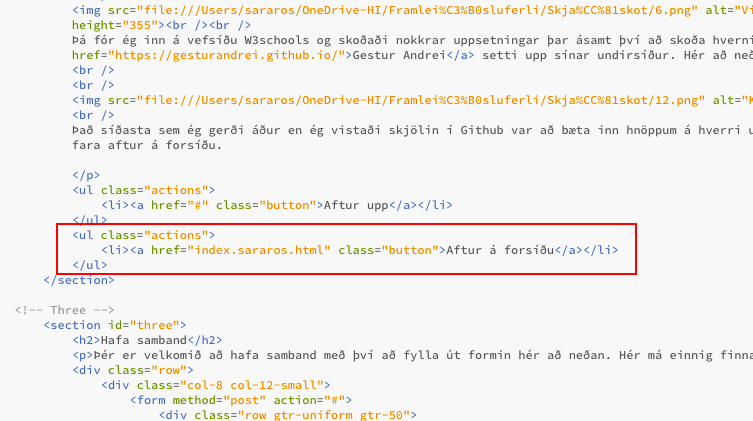 <img src="file:///Users/sararos/OneDrive-HI/Framlei%C3%B0sluferli/Skja%CC%81skot/6.png" alt="Vi
height="355"><br /><br />
Þá fór ég inn á vefsíðu W3schools og skoðaði nokkrar uppsetningar þar ásamt því að skoða hverni
href="https://gesturandrei.github.io/">Gestur Andrei</a> setti upp sínar undirsíður. Hér að neð
<br />
<br />
<img src="file:///Users/sararos/OneDrive-HI/Framlei%C3%B0sluferli/Skja%CC%81skot/12.png" alt="K
<br />
Það síðasta sem ég gerði áður en ég vistaði skjölin í Github var að bæta inn hnöppum á hverri u
fara aftur á forsíðu.
</p>
<ul class="actions">
<li><a href="#" class="button">Aftur upp</a></li>
</ul>
<ul class="actions">
<li><a href="index.sararos.html" class="button">Aftur á forsíðu</a></li>
</ul>
</section>
<!-- Three -->
<section id="three">
<h2>Hafa samband</h2>
<p>Þér er velkomið að hafa samband með því að fylla út formin hér að neðan. Hér má einnig finna
<div class="row">
<div class="col-8 col-12-small">
<form method="post" action="#">
<div class="row gtr-uniform gtr-50">